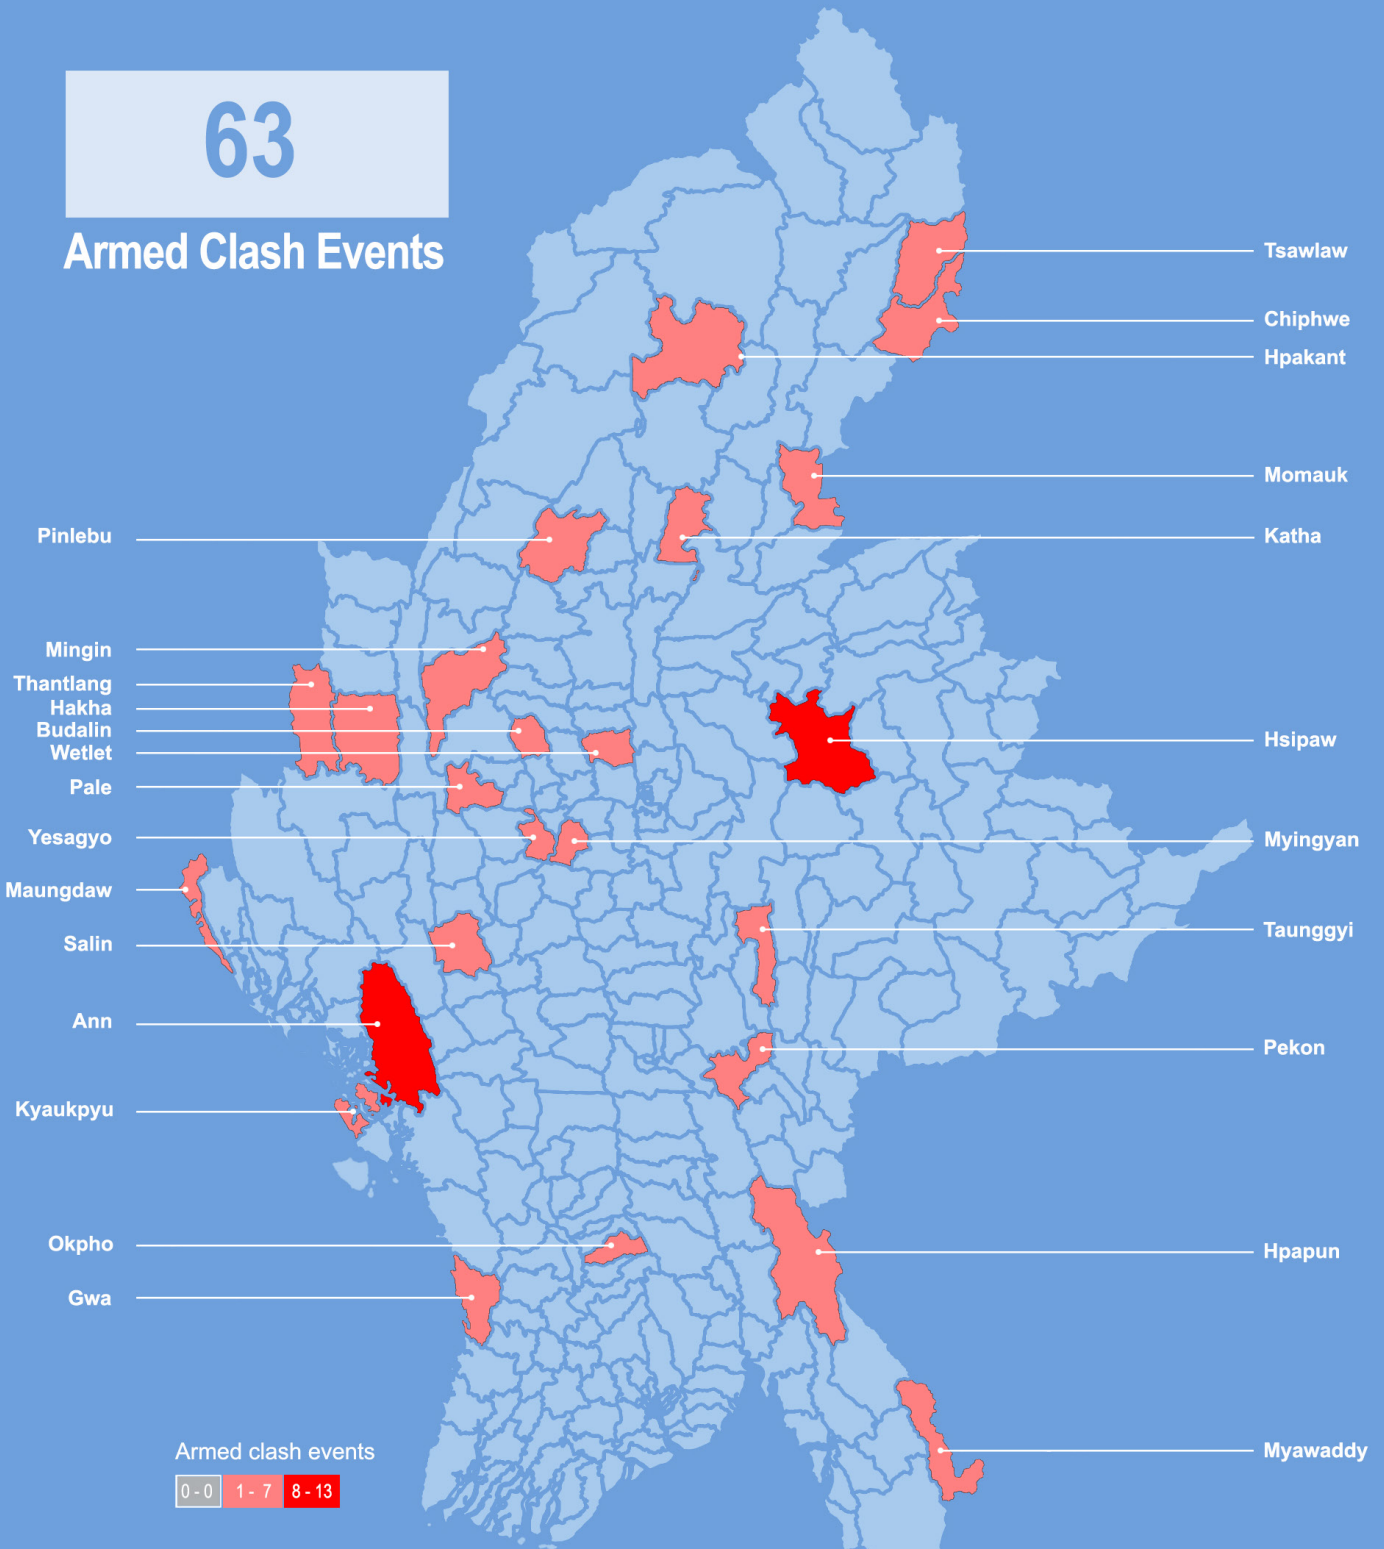 63
Armed Clash Events
Tsawlaw
Chiphwe
Hpakant
Momauk
Pinlebu
Katha
Mingin
Thantlang
Hakha
Budalin
Wetlet
Hsipaw
Pale
Yesagyo
Myingyan
Maungdaw
Salin
Taunggyi
Ann
Pekon
Kyaukpyu
Okpho
Hpapun
Gwa
Myawaddy
Armed clash events
0 - 0 1 - 7 8 - 13